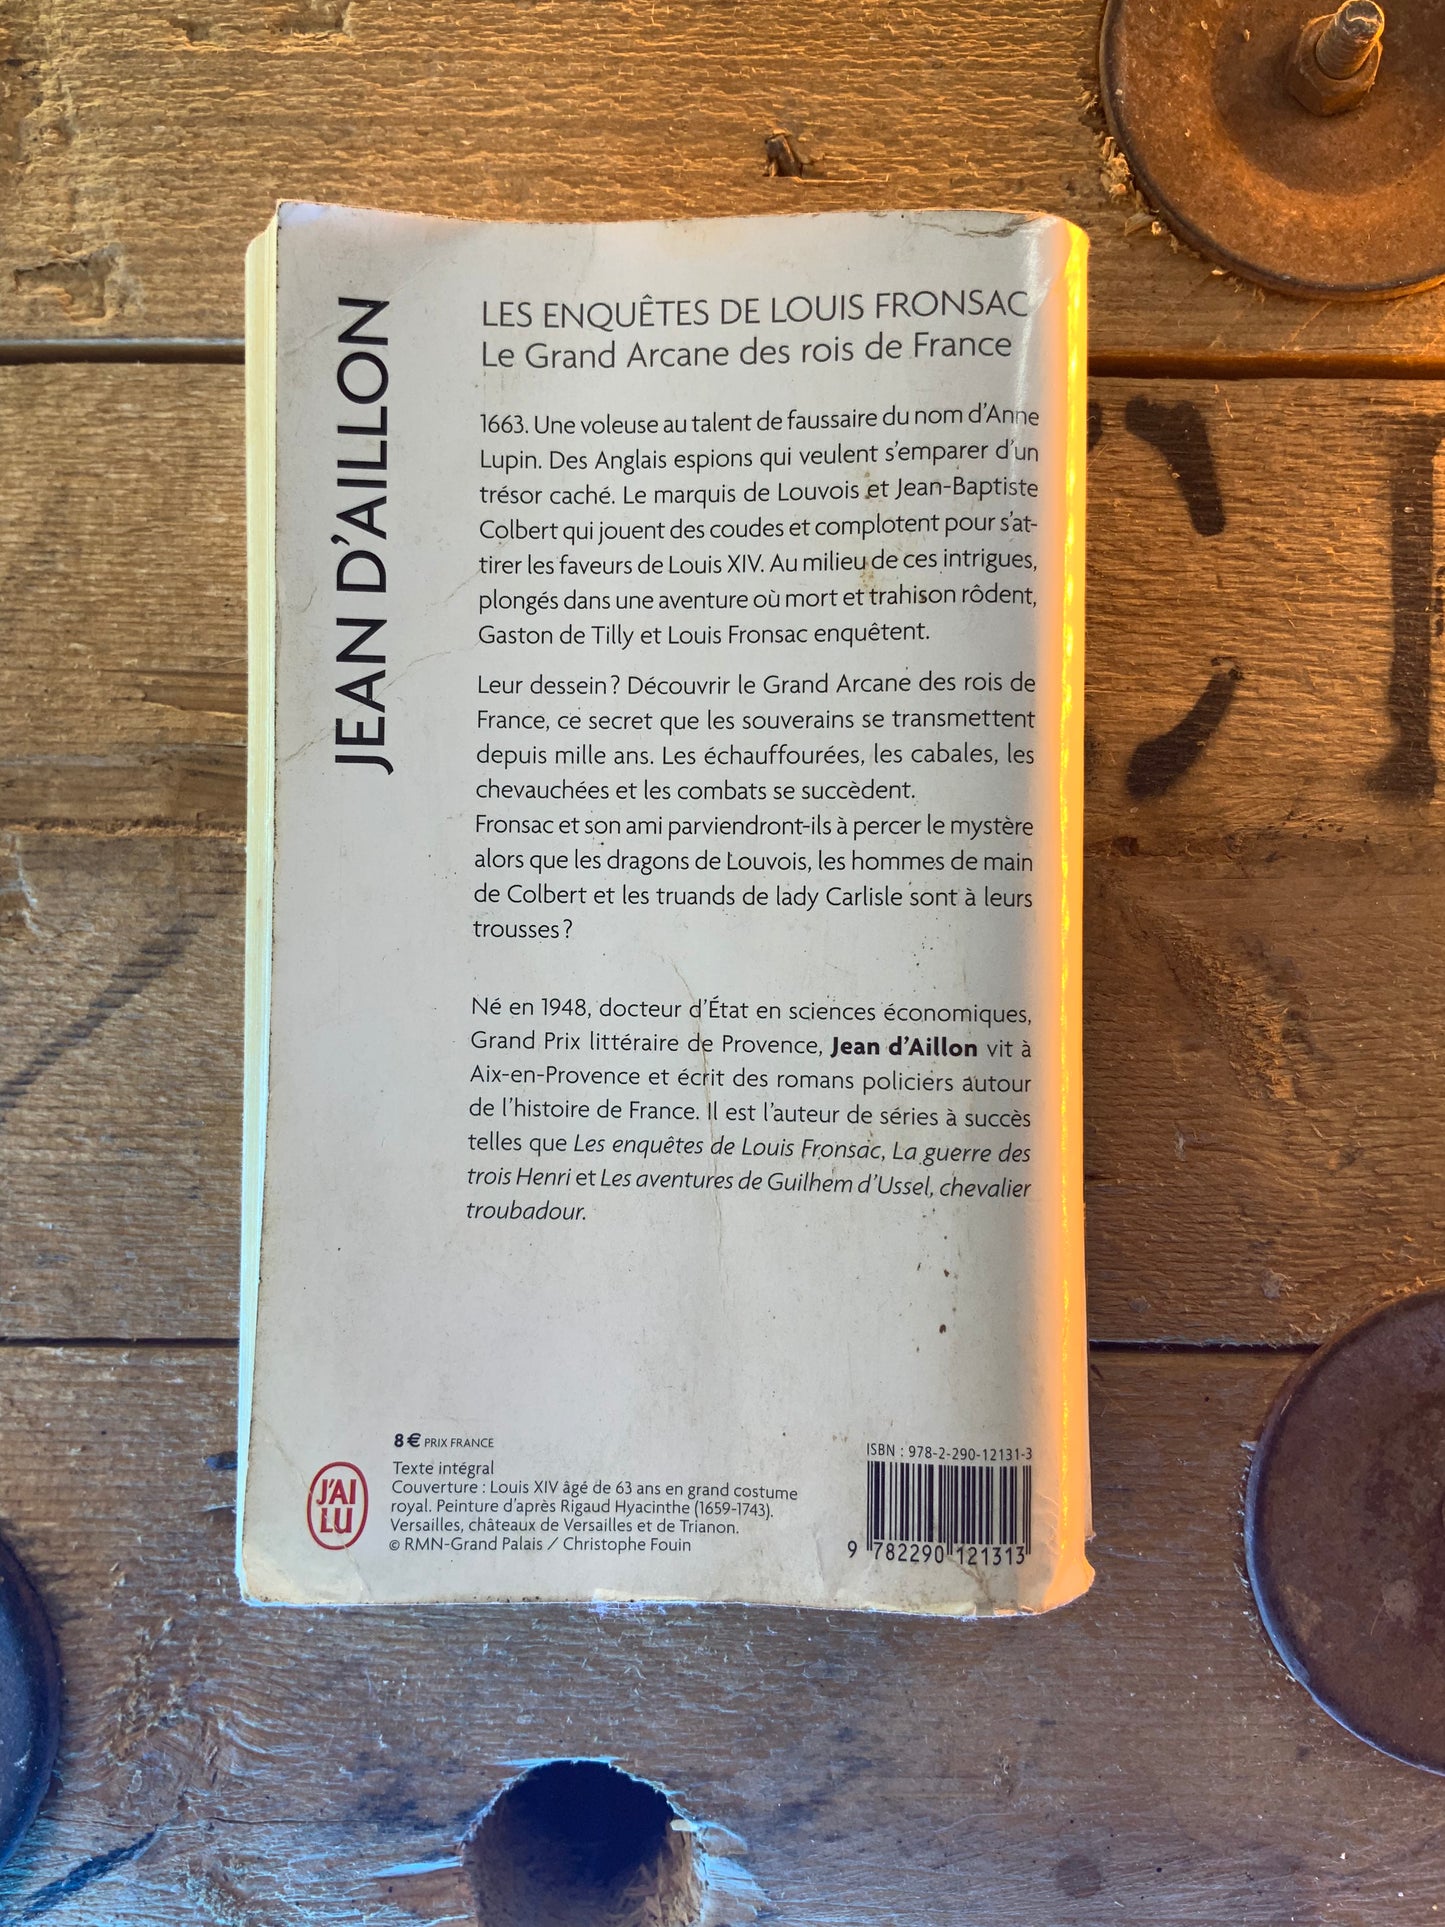 JEAN D'AILLON
LES ENQUÊTES DE LOUIS FRONSAC
Le Grand Arcane des rois de France
1663. Une voleuse au talent de faussaire du nom d'Anne
Lupin. Des Anglais espions qui veulent s'emparer d'un
trésor caché. Le marquis de Louvois et Jean-Baptiste
Colbert qui jouent des coudes et complotent pour s'at-
tirer les faveurs de Louis XIV. Au milieu de ces intrigues,
plongés dans une aventure où mort et trahison rôdent,
Gaston de Tilly et Louis Fronsac enquêtent.
Leur dessein ? Découvrir le Grand Arcane des rois de
France, ce secret que les souverains se transmettent
depuis mille ans. Les échauffourées, les cabales, les
chevauchées et les combats se succèdent.
Fronsac et son ami parviendront-ils à percer le mystère
alors que les dragons de Louvois, les hommes de main
de Colbert et les truands de lady Carlisle sont à leurs
trousses ?
Né en 1948, docteur d'État en sciences économiques,
Grand Prix littéraire de Provence, Jean d'Aillon vit à
Aix-en-Provence et écrit des romans policiers autour
de l'histoire de France. Il est l'auteur de séries à succès
telles que Les enquêtes de Louis Fronsac, La guerre des
trois Henri et Les aventures de Guilhem d'Ussel, chevalier
troubadour.
8 € PRIX FRANCE
Texte intégral
Couverture : Louis XIV âgé de 63 ans en grand costume
royal. Peinture d'après Rigaud Hyacinthe (1659-1743).
Versailles, châteaux de Versailles et de Trianon.
© RMN-Grand Palais / Christophe Fouin
J'AI
LU
ISBN : 978-2-290-12131-3
9 782290 121313